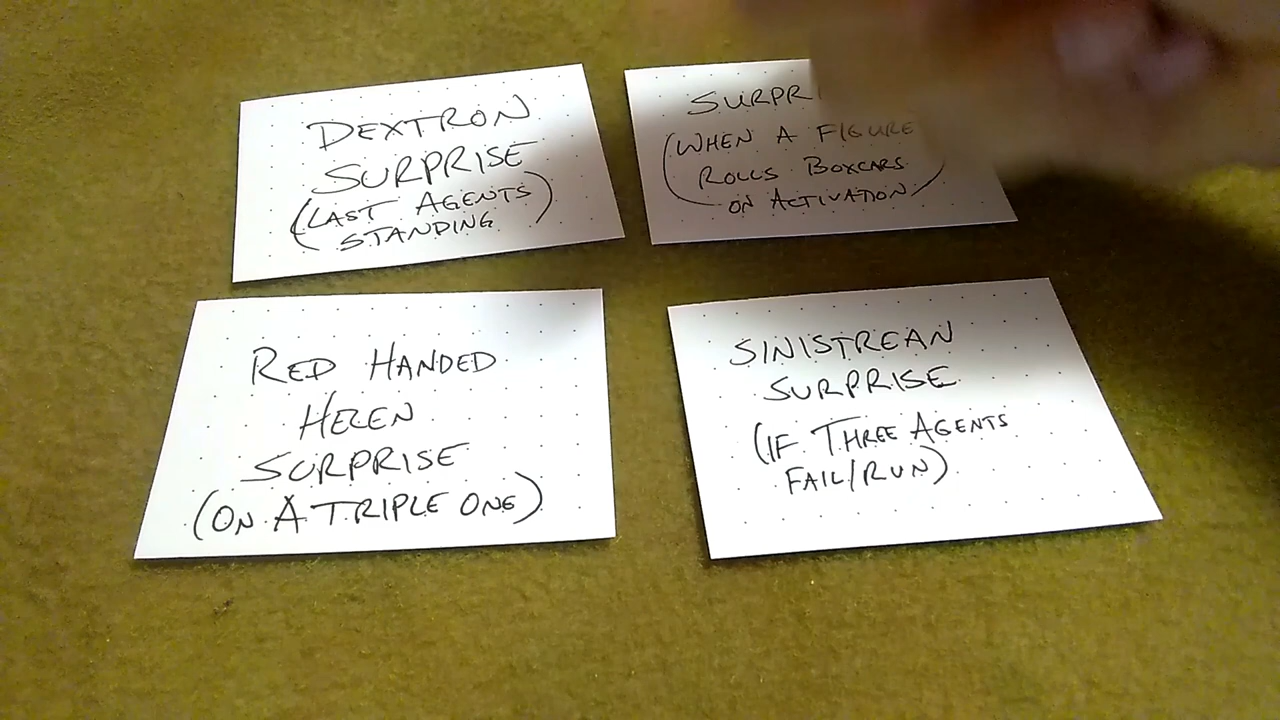 DEXTRON
SURPRISE
(LAST AGENTS
STANDING)
(WHEN A FIGURE
ROLLS BOXCARS
ON ACTIVATION)
RED HANDED
HELEN
SURPRISE
(ON A TRIPLE ONE)
SINISTREAN
SURPRISE
(IF THREE AGENTS
FAIL/RUN)